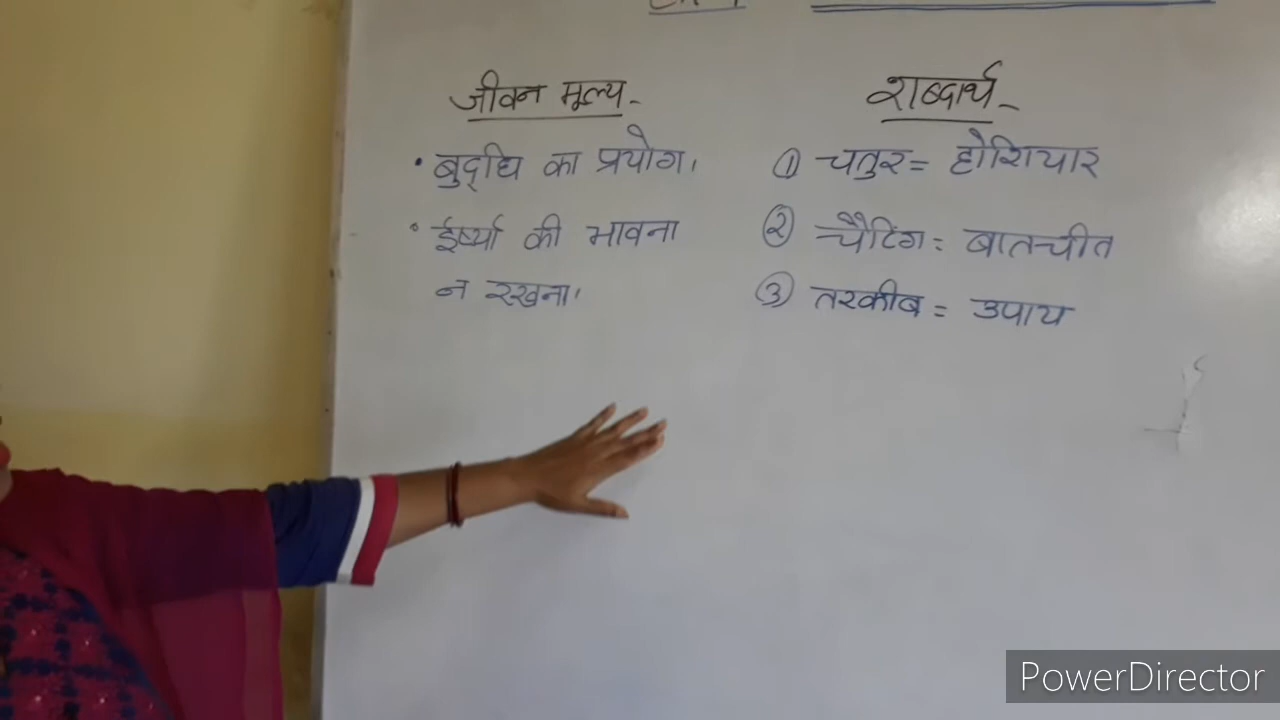 जीवन मूल्य-
• बुद्धि का प्रयोग।
• ईर्ष्या की भावना
न रखना।
शब्दार्थ-
① चतुर = होशियार
② चैटिंग = बातचीत
③ तरकीब = उपाय
PowerDirector